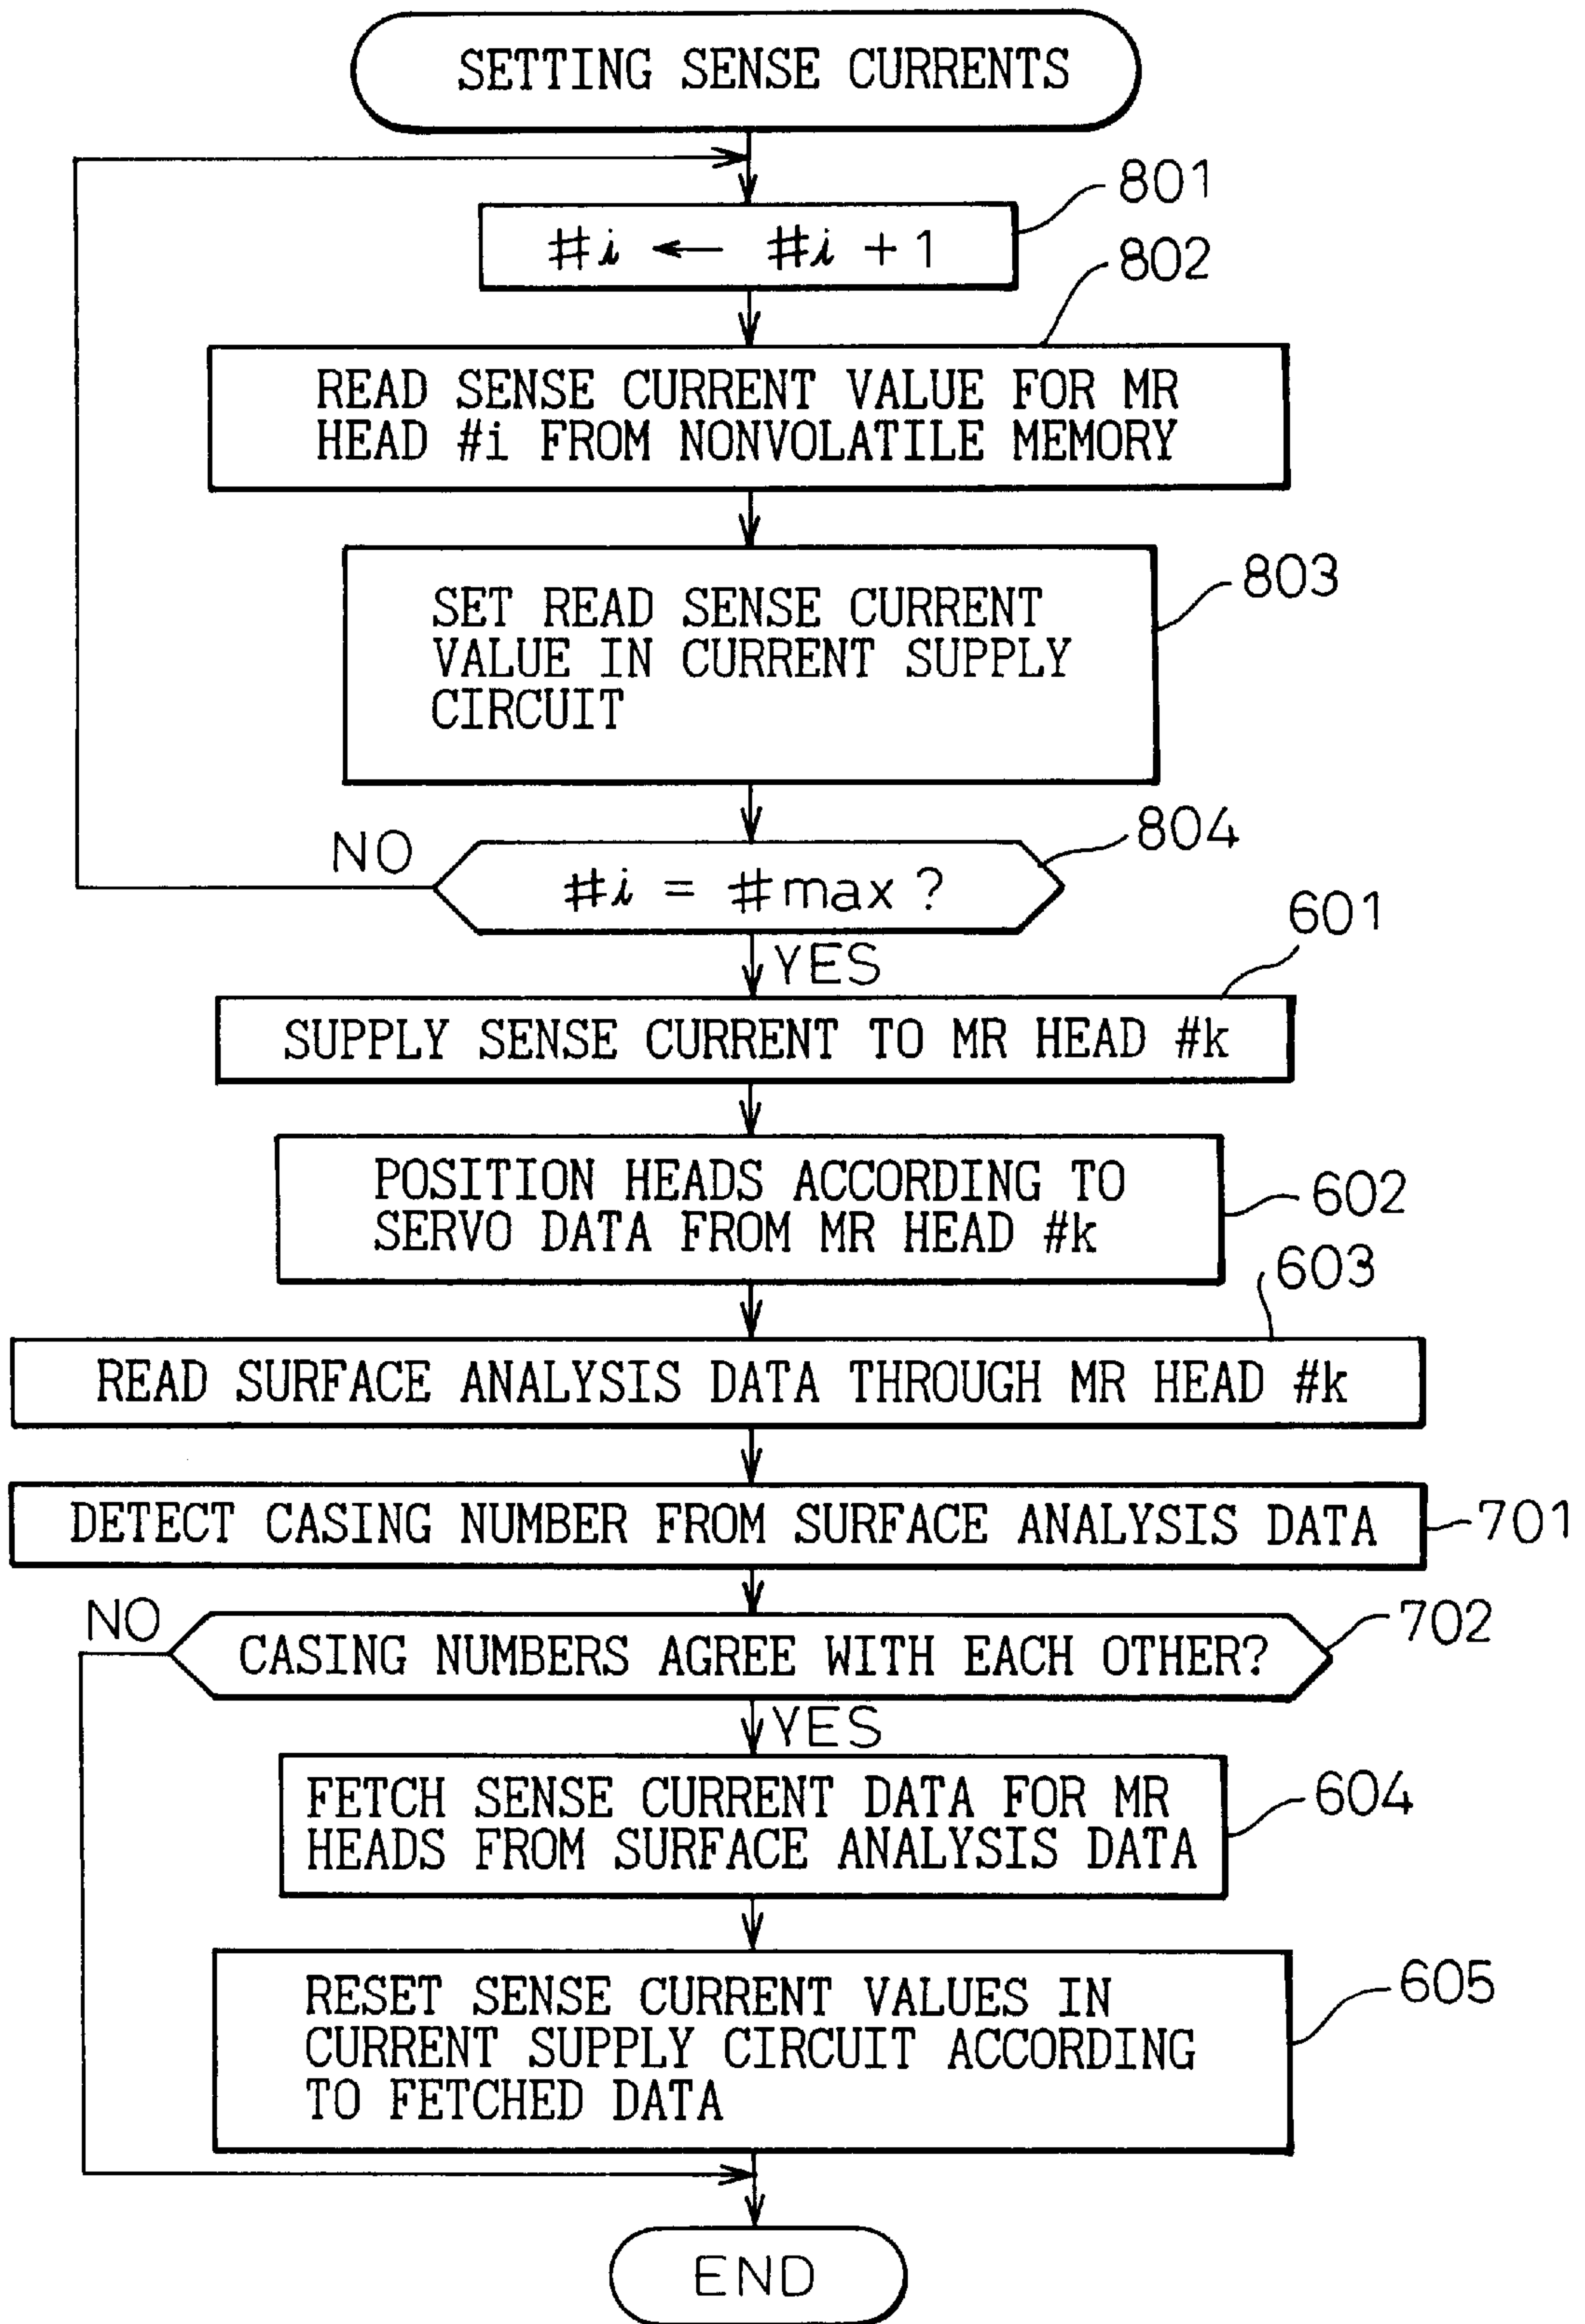 SETTING SENSE CURRENTS
801
#i ← #i + 1
802
READ SENSE CURRENT VALUE FOR MR
HEAD #i FROM NONVOLATILE MEMORY
803
SET READ SENSE CURRENT
VALUE IN CURRENT SUPPLY
CIRCUIT
804
NO
#i = #max ?
601
YES
SUPPLY SENSE CURRENT TO MR HEAD #k
POSITION HEADS ACCORDING TO
SERVO DATA FROM MR HEAD #k
602
603
READ SURFACE ANALYSIS DATA THROUGH MR HEAD #k
DETECT CASING NUMBER FROM SURFACE ANALYSIS DATA
701
NO
702
CASING NUMBERS AGREE WITH EACH OTHER?
YES
FETCH SENSE CURRENT DATA FOR MR
HEADS FROM SURFACE ANALYSIS DATA
604
RESET SENSE CURRENT VALUES IN
CURRENT SUPPLY CIRCUIT ACCORDING
TO FETCHED DATA
605
END